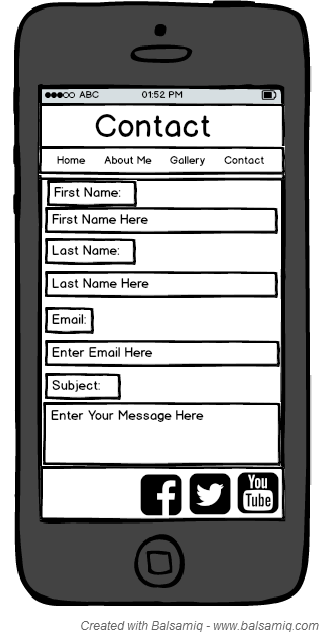 ABC 01:52 PM
Contact
Home About Me Gallery Contact
First Name:
First Name Here
Last Name:
Last Name Here
Email:
Enter Email Here
Subject:
Enter Your Message Here
f You Tube
Created with Balsamiq - www.balsamiq.com